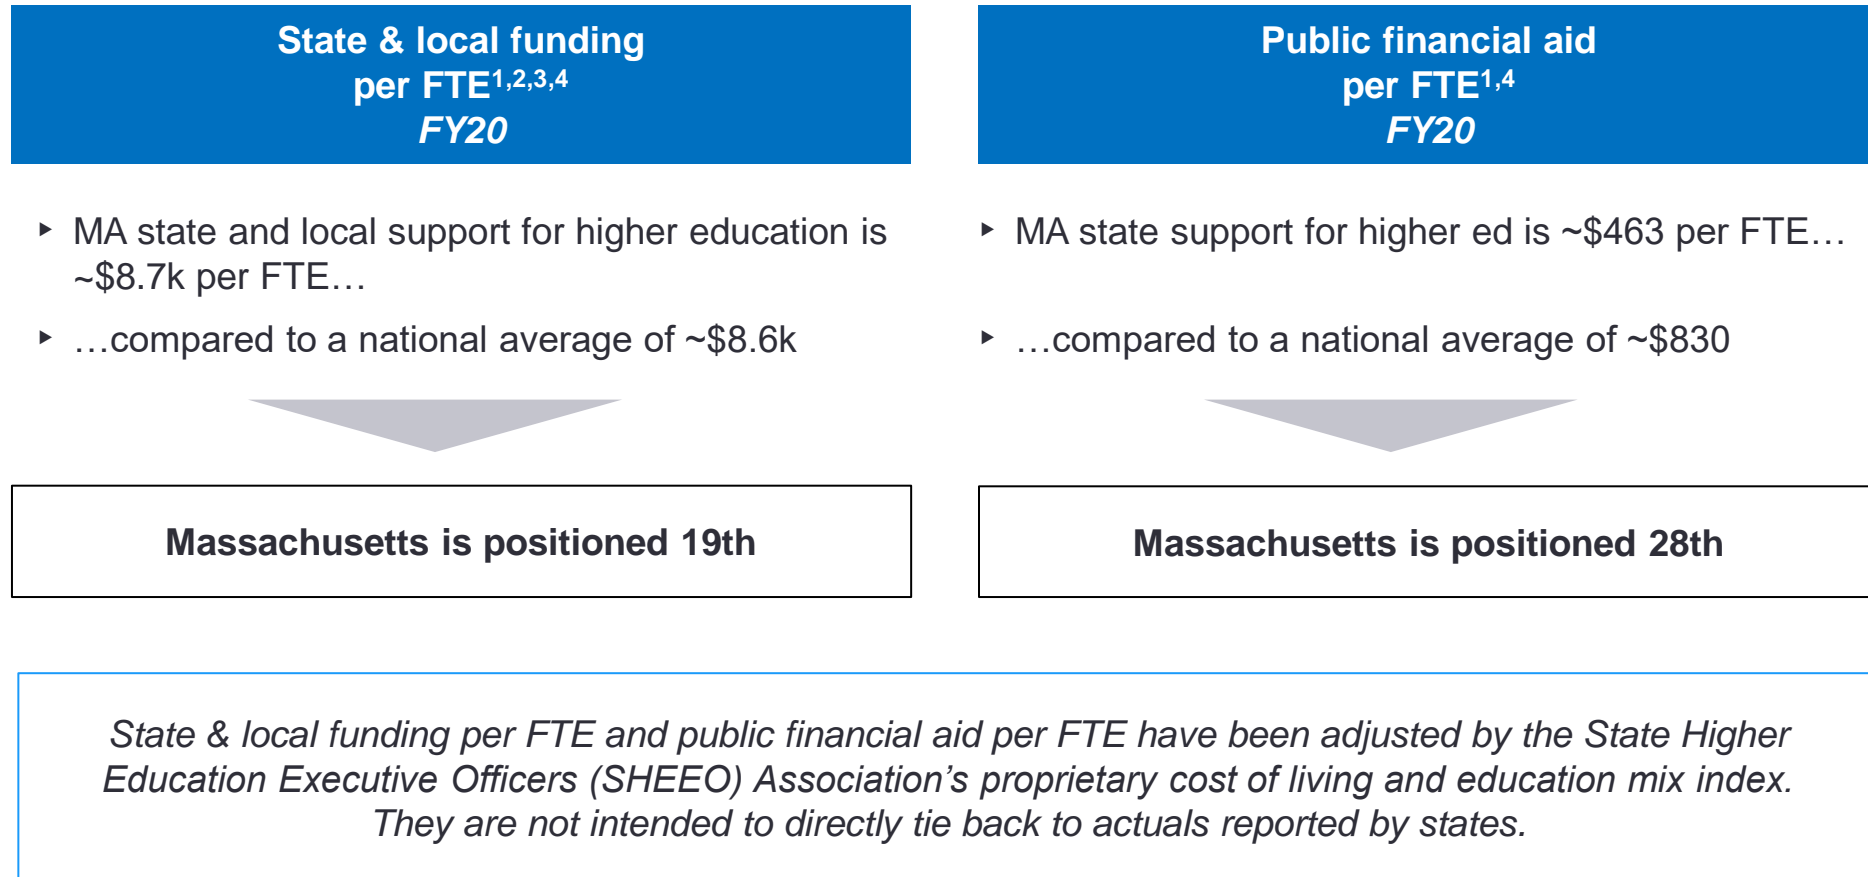 State & local funding
per FTE1,2,3,4
FY20
▸ MA state and local support for higher education is
~$8.7k per FTE…
▸ …compared to a national average of ~$8.6k
Massachusetts is positioned 19th
Public financial aid
per FTE1,4
FY20
▸ MA state support for higher ed is ~$463 per FTE…
▸ …compared to a national average of ~$830
Massachusetts is positioned 28th
State & local funding per FTE and public financial aid per FTE have been adjusted by the State Higher
Education Executive Officers (SHEEO) Association’s proprietary cost of living and education mix index.
They are not intended to directly tie back to actuals reported by states.